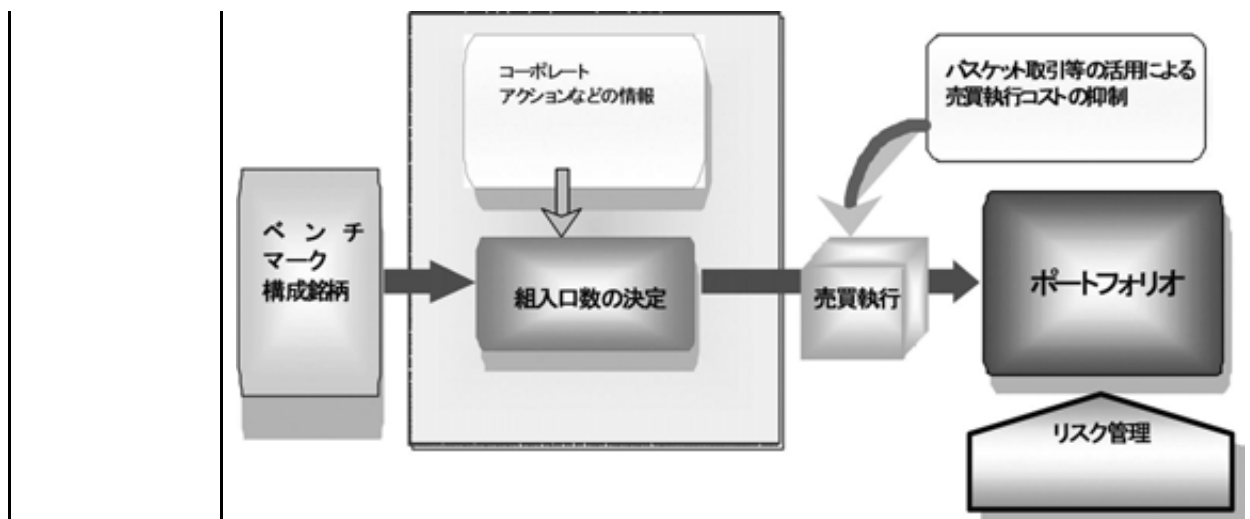 コーポレート
アクションなどの情報
バスケット取引等の活用による
売買執行コストの抑制
ベンチ
マーク
構成銘柄
組入口数の決定
売買執行
ポートフォリオ
リスク管理